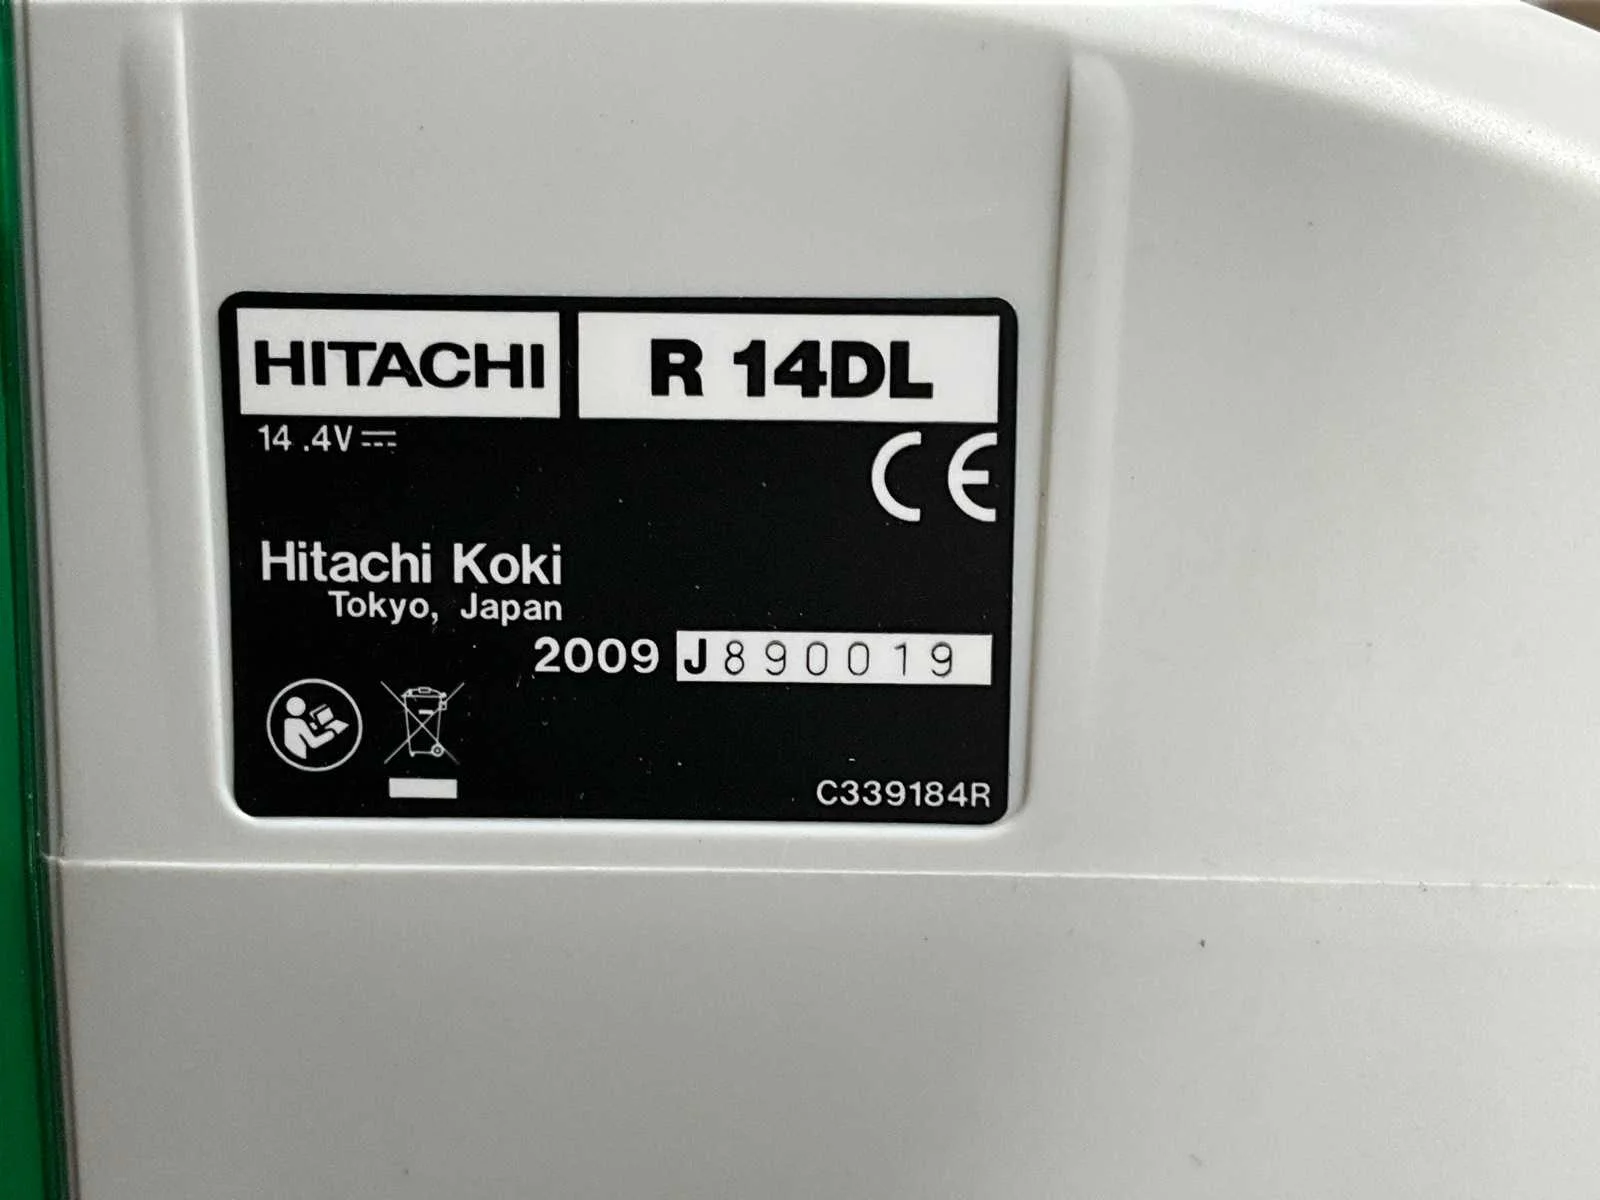 HITACHI R 14DL
14.4V
CE
Hitachi Koki
Tokyo, Japan
2009 J890019
C339184R